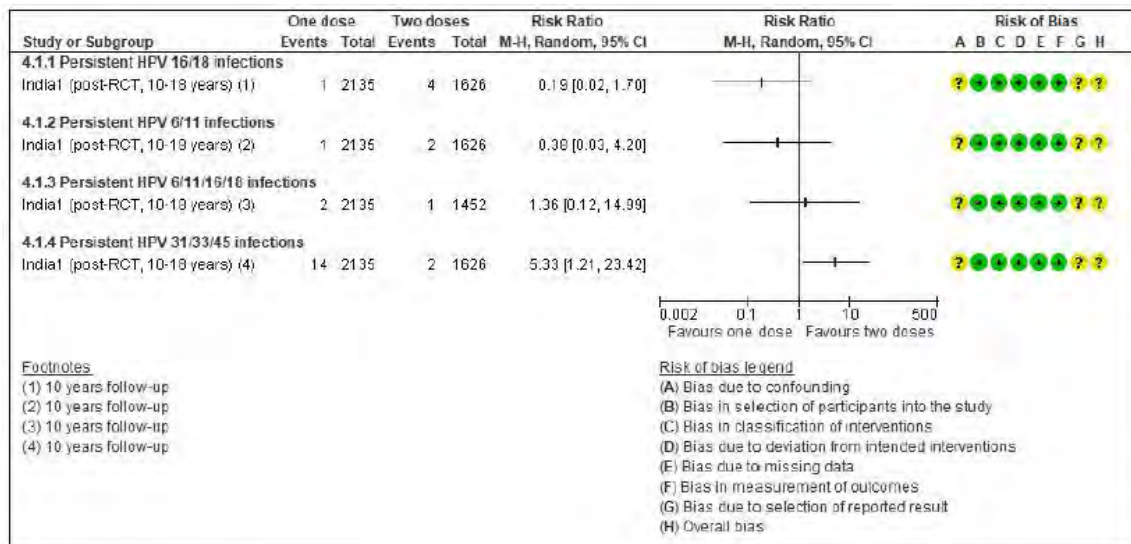 One dose Two doses Risk Ratio Risk Ratio Risk of Bias
Study or Subgroup Events Total Events Total M-H, Random, 95% CI M-H, Random, 95% CI A B C D E F G H
4.1.1 Persistent HPV 16/18 infections
India1 (post-RCT, 10-18 years) (1) 1 2135 4 1626 0.19 [0.02, 1.70] ? + + + + + ? ?
4.1.2 Persistent HPV 6/11 infections
India1 (post-RCT, 10-18 years) (2) 1 2135 2 1626 0.38 [0.03, 4.20] ? + + + + + ? ?
4.1.3 Persistent HPV 6/11/16/18 infections
India1 (post-RCT, 10-18 years) (3) 2 2135 1 1452 1.36 [0.12, 14.99] ? + + + + + ? ?
4.1.4 Persistent HPV 31/33/45 infections
India1 (post-RCT, 10-18 years) (4) 14 2135 2 1626 5.33 [1.21, 23.42] ? + + + + + ? ?
0.002 0.1 1 10 500
Favours one dose Favours two doses
Footnotes
(1) 10 years follow-up
(2) 10 years follow-up
(3) 10 years follow-up
(4) 10 years follow-up
Risk of bias legend
(A) Bias due to confounding
(B) Bias in selection of participants into the study
(C) Bias in classification of interventions
(D) Bias due to deviation from intended interventions
(E) Bias due to missing data
(F) Bias in measurement of outcomes
(G) Bias due to selection of reported result
(H) Overall bias